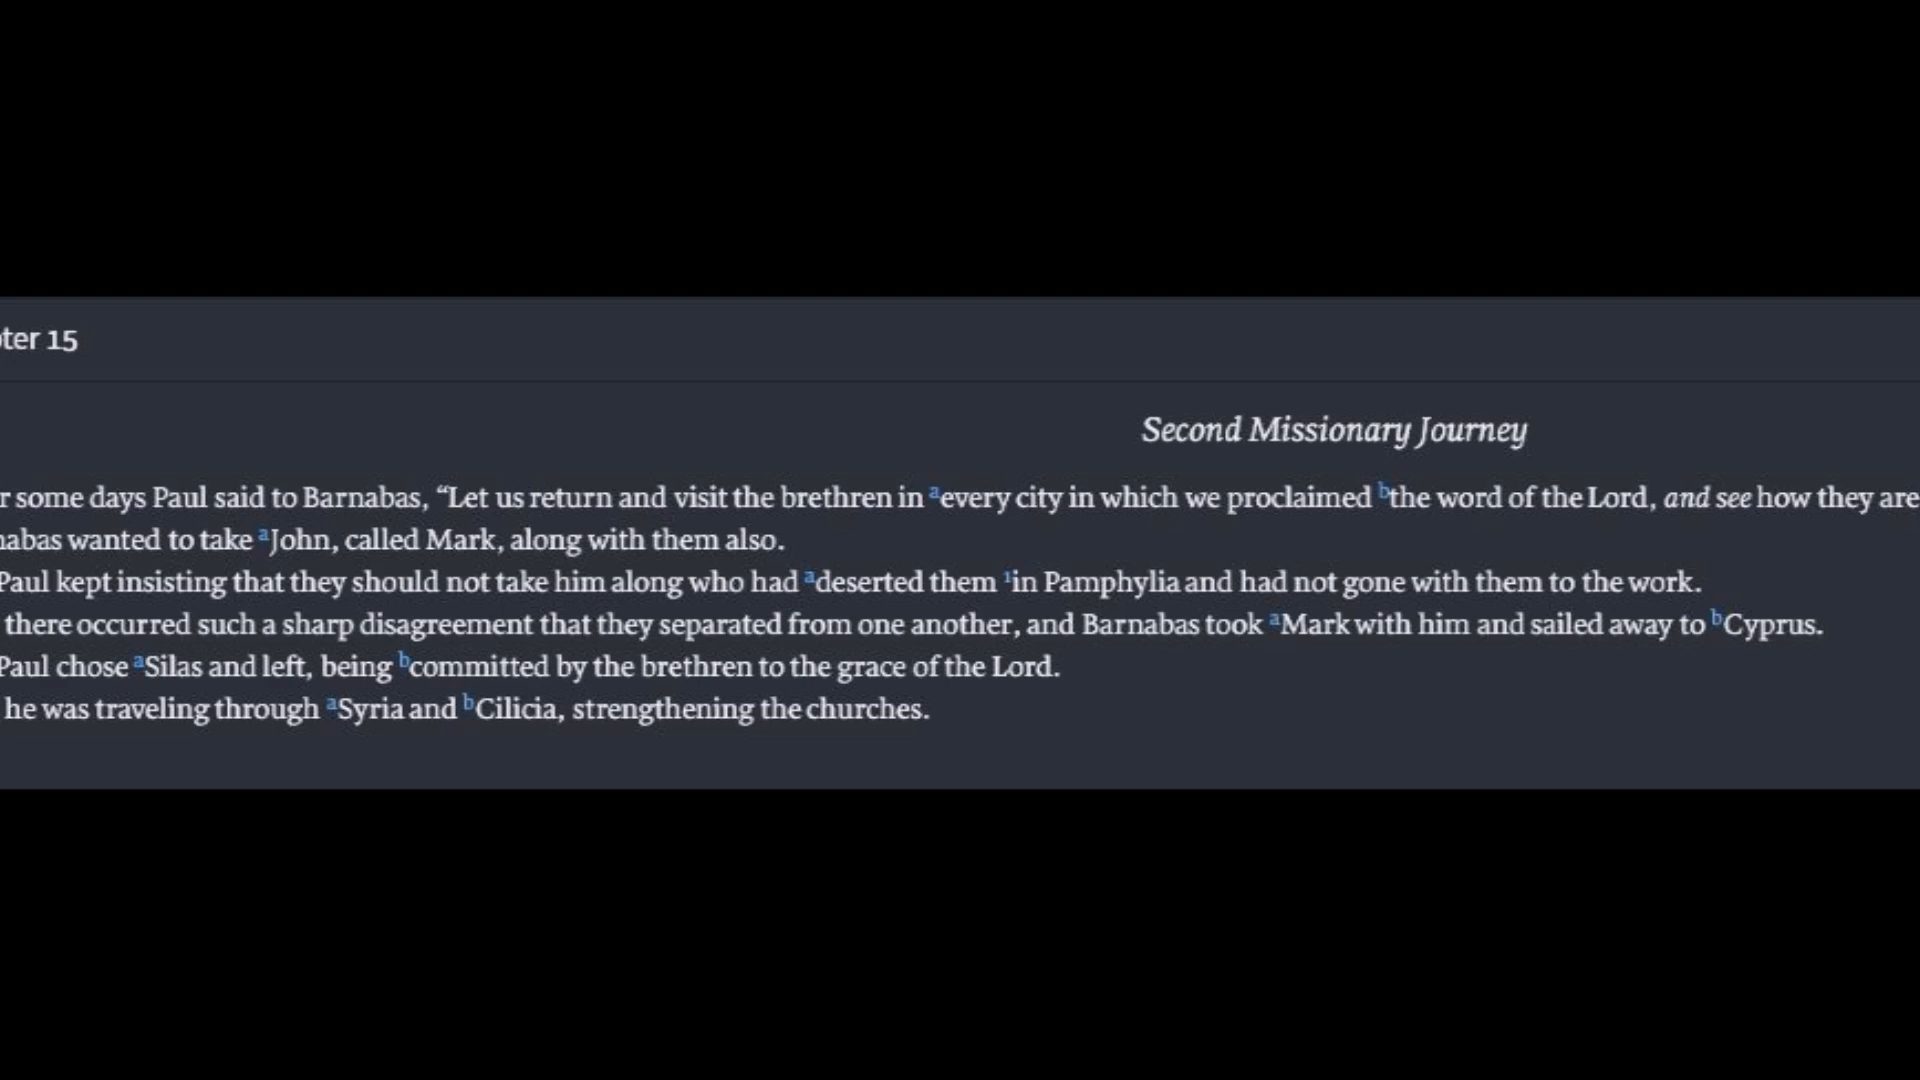 ter 15
Second Missionary Journey
r some days Paul said to Barnabas, “Let us return and visit the brethren in ᵃevery city in which we proclaimed ᵇthe word of the Lord, and see how they are
nabas wanted to take ᵃJohn, called Mark, along with them also.
Paul kept insisting that they should not take him along who had ᵃdeserted them ¹in Pamphylia and had not gone with them to the work.
there occurred such a sharp disagreement that they separated from one another, and Barnabas took ᵃMark with him and sailed away to ᵇCyprus.
Paul chose ᵃSilas and left, being ᵇcommitted by the brethren to the grace of the Lord.
he was traveling through ᵃSyria and ᵇCilicia, strengthening the churches.